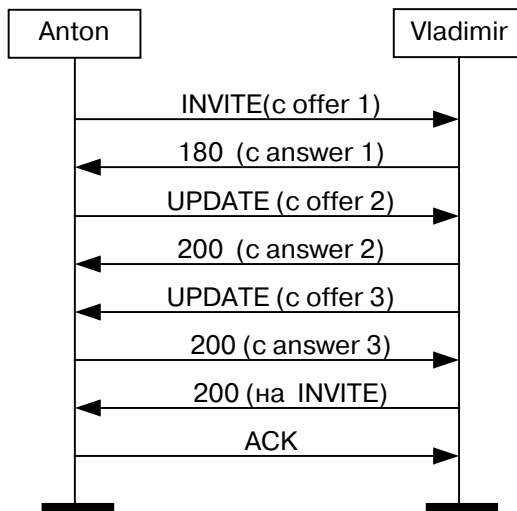 Anton
Vladimir
INVITE(с offer 1)
180 (с answer 1)
UPDATE (с offer 2)
200 (с answer 2)
UPDATE (с offer 3)
200 (с answer 3)
200 (на INVITE)
ACK